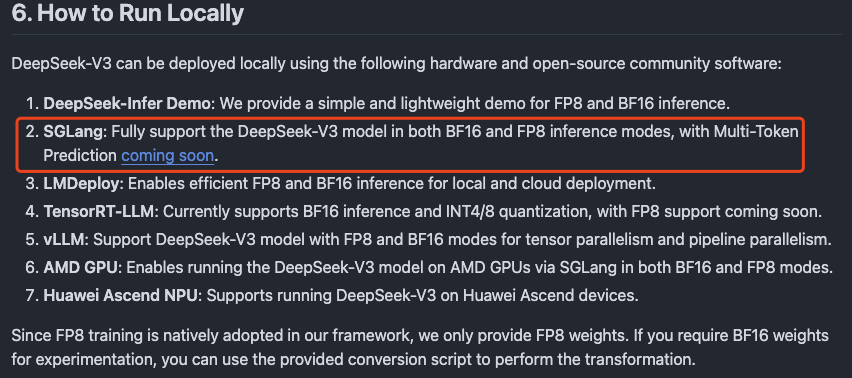 6. How to Run Locally
DeepSeek-V3 can be deployed locally using the following hardware and open-source community software:
1. DeepSeek-Infer Demo: We provide a simple and lightweight demo for FP8 and BF16 inference.
2. SGLang: Fully support the DeepSeek-V3 model in both BF16 and FP8 inference modes, with Multi-Token
Prediction coming soon.
3. LMDeploy: Enables efficient FP8 and BF16 inference for local and cloud deployment.
4. TensorRT-LLM: Currently supports BF16 inference and INT4/8 quantization, with FP8 support coming soon.
5. vLLM: Support DeepSeek-V3 model with FP8 and BF16 modes for tensor parallelism and pipeline parallelism.
6. AMD GPU: Enables running the DeepSeek-V3 model on AMD GPUs via SGLang in both BF16 and FP8 modes.
7. Huawei Ascend NPU: Supports running DeepSeek-V3 on Huawei Ascend devices.
Since FP8 training is natively adopted in our framework, we only provide FP8 weights. If you require BF16 weights
for experimentation, you can use the provided conversion script to perform the transformation.